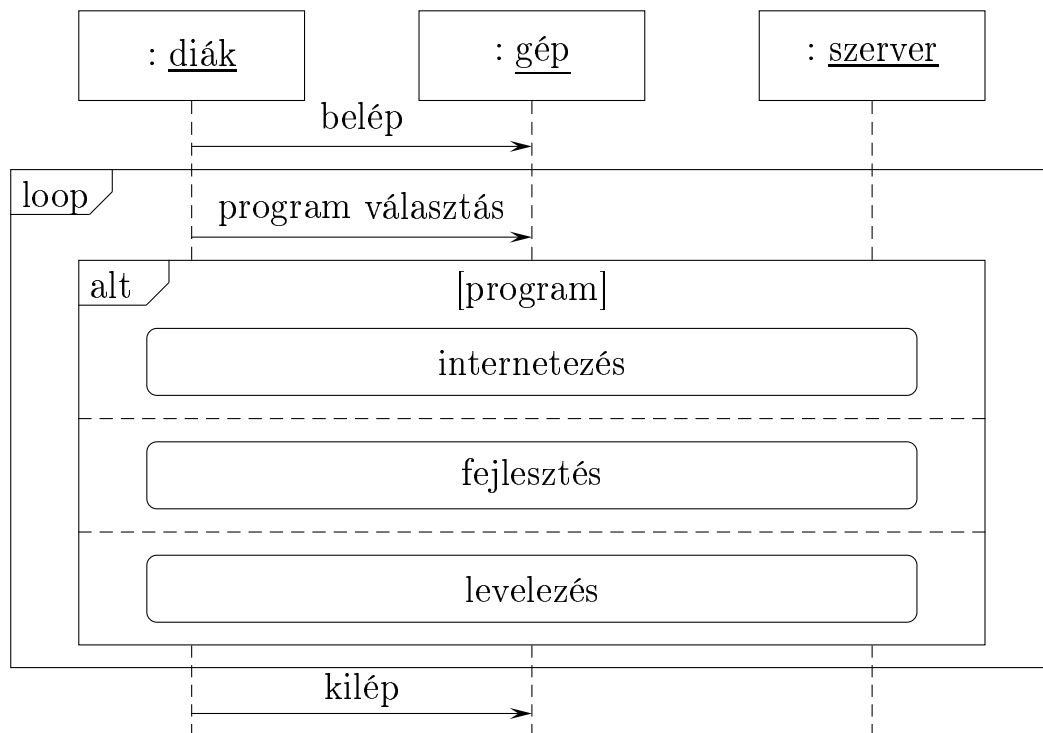 : diák
: gép
: szerver
belép
loop
program választás
alt
[program]
internetezés
fejlesztés
levelezés
kilép